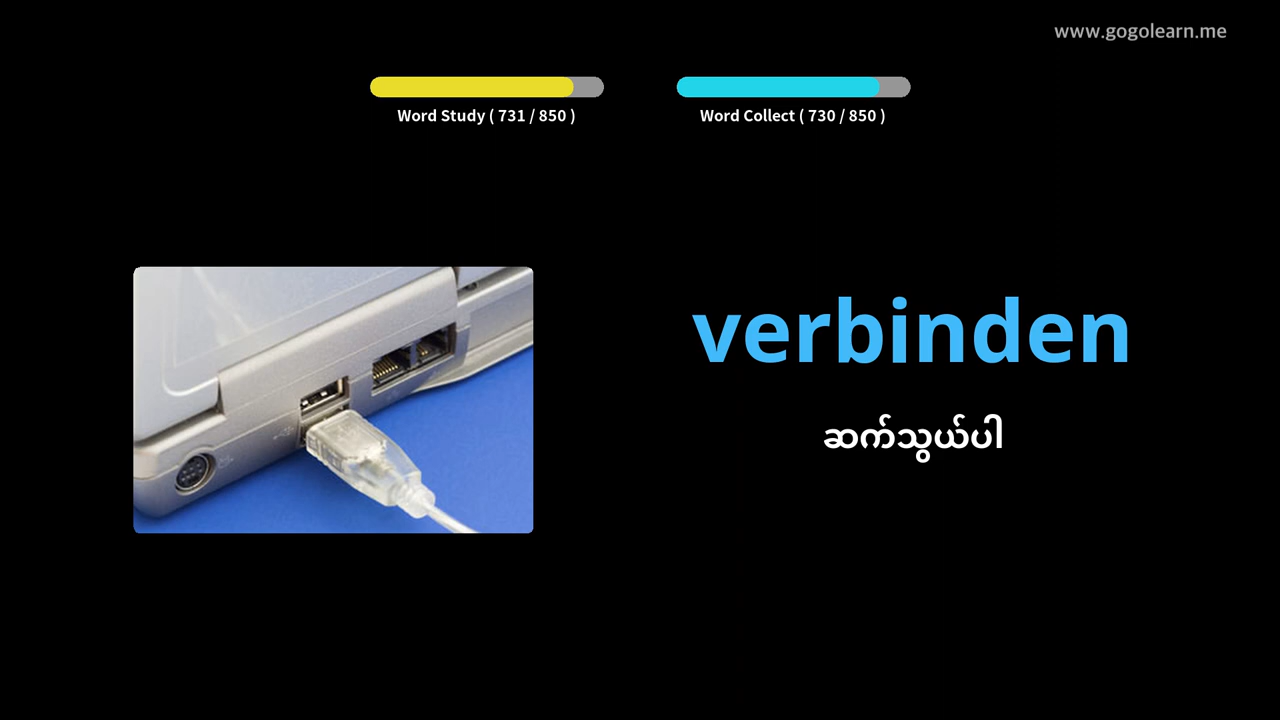 www.gogolearn.me
Word Study ( 731 / 850 )
Word Collect ( 730 / 850 )
verbinden
ဆက်သွယ်ပါ